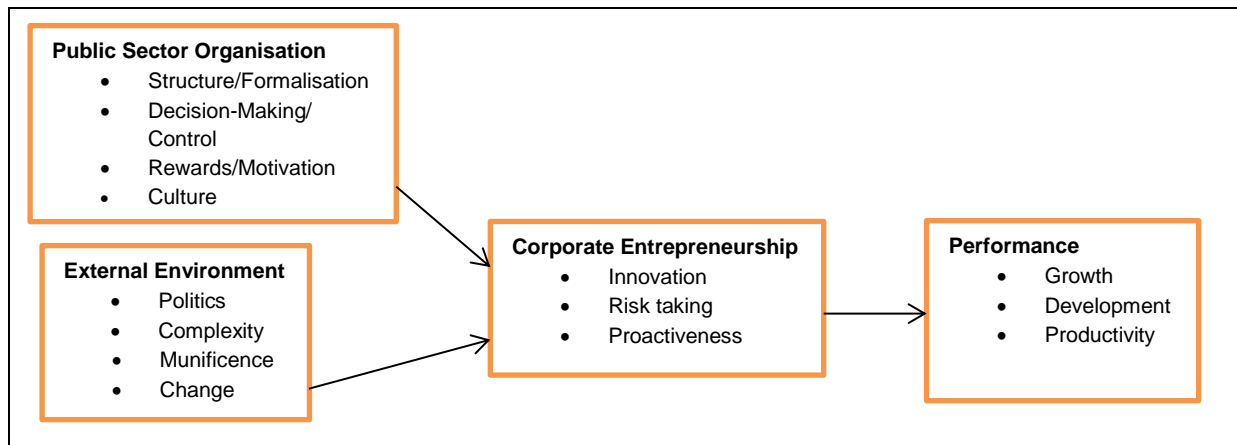 Public Sector Organisation
• Structure/Formalisation
• Decision-Making/
Control
• Rewards/Motivation
• Culture
External Environment
• Politics
• Complexity
• Munificence
• Change
Corporate Entrepreneurship
• Innovation
• Risk taking
• Proactiveness
Performance
• Growth
• Development
• Productivity